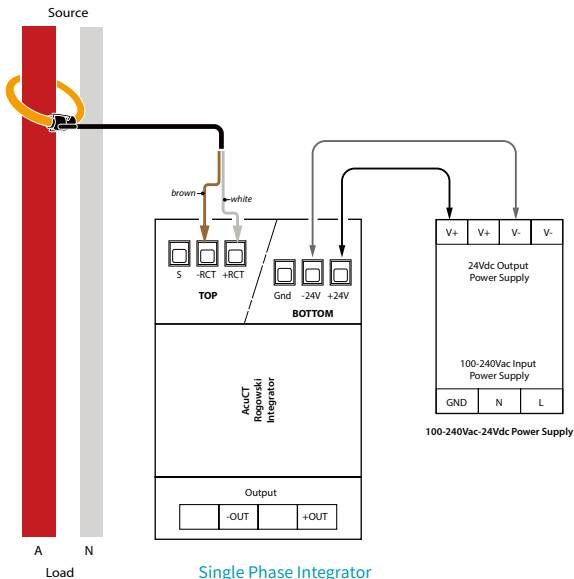 Source
brown
white
S
-RCT
+RCT
TOP
Gnd
-24V
+24V
BOTTOM
V+
V+
V-
V-
24Vdc Output
Power Supply
100-240Vac Input
Power Supply
GND
N
L
100-240Vac-24Vdc Power Supply
AcuCT
Rogowski
Integrator
Output
-OUT
+OUT
A
N
Load
Single Phase Integrator